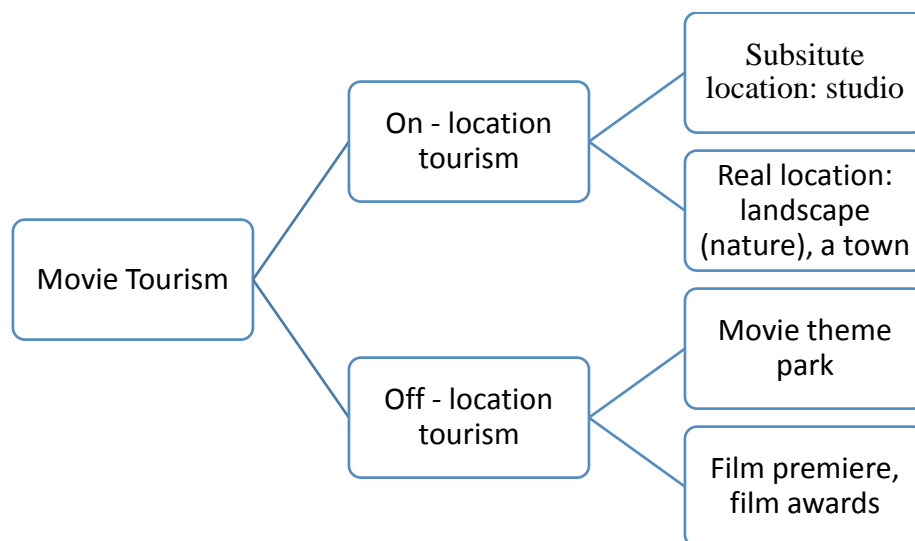 Movie Tourism
On - location
tourism
Subsitute
location: studio
Real location:
landscape
(nature), a town
Off - location
tourism
Movie theme
park
Film premiere,
film awards